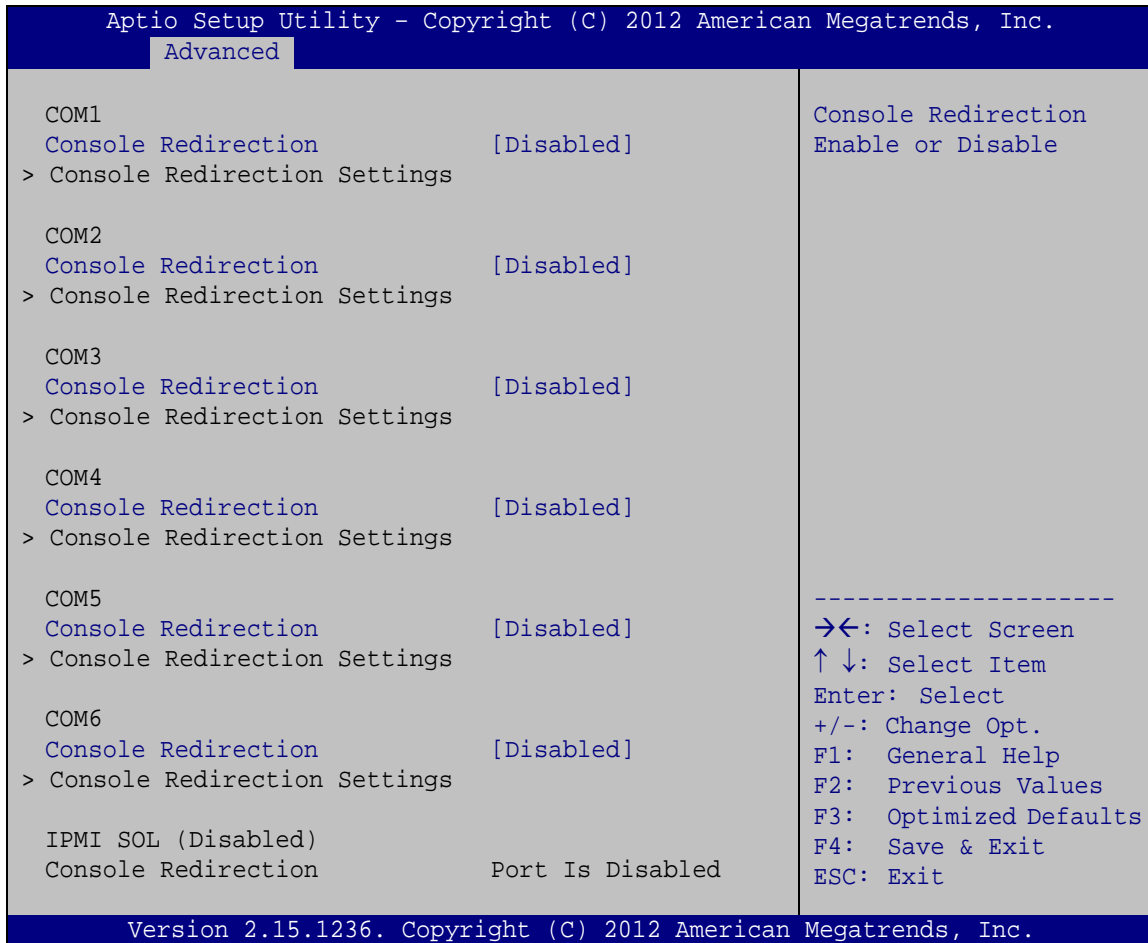 Aptio Setup Utility – Copyright (C) 2012 American Megatrends, Inc.
Advanced
COM1
Console Redirection [Disabled]
> Console Redirection Settings
COM2
Console Redirection [Disabled]
> Console Redirection Settings
COM3
Console Redirection [Disabled]
> Console Redirection Settings
COM4
Console Redirection [Disabled]
> Console Redirection Settings
COM5
Console Redirection [Disabled]
> Console Redirection Settings
COM6
Console Redirection [Disabled]
> Console Redirection Settings
IPMI SOL (Disabled)
Console Redirection Port Is Disabled
Console Redirection
Enable or Disable
---------------------
→←: Select Screen
↑ ↓: Select Item
Enter: Select
+/-: Change Opt.
F1: General Help
F2: Previous Values
F3: Optimized Defaults
F4: Save & Exit
ESC: Exit
Version 2.15.1236. Copyright (C) 2012 American Megatrends, Inc.